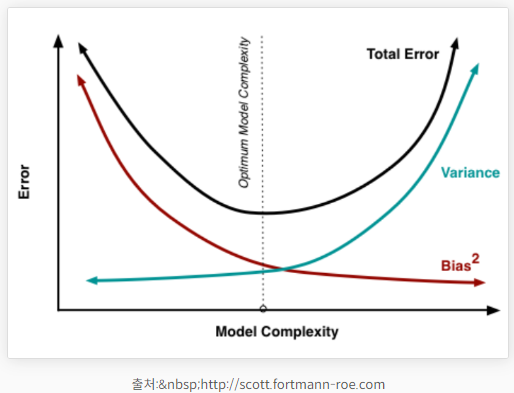 Total Error
Optimum Model Complexity
Variance
Error
Bias2
Model Complexity
출처:&nbsp;http://scott.fortmann-roe.com